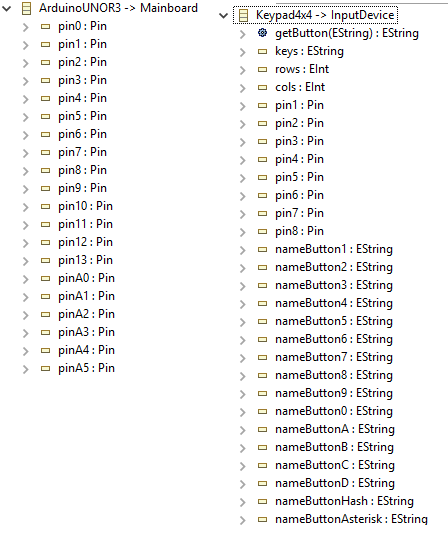 ArduinoUNOR3 -> Mainboard
pin0 : Pin
pin1 : Pin
pin2 : Pin
pin3 : Pin
pin4 : Pin
pin5 : Pin
pin6 : Pin
pin7 : Pin
pin8 : Pin
pin9 : Pin
pin10 : Pin
pin11 : Pin
pin12 : Pin
pin13 : Pin
pinA0 : Pin
pinA1 : Pin
pinA2 : Pin
pinA3 : Pin
pinA4 : Pin
pinA5 : Pin
Keypad4x4 -> InputDevice
getButton(EString) : EString
keys : EString
rows : EInt
cols : EInt
pin1 : Pin
pin2 : Pin
pin3 : Pin
pin4 : Pin
pin5 : Pin
pin6 : Pin
pin7 : Pin
pin8 : Pin
nameButton1 : EString
nameButton2 : EString
nameButton3 : EString
nameButton4 : EString
nameButton5 : EString
nameButton6 : EString
nameButton7 : EString
nameButton8 : EString
nameButton9 : EString
nameButton0 : EString
nameButtonA : EString
nameButtonB : EString
nameButtonC : EString
nameButtonD : EString
nameButtonHash : EString
nameButtonAsterisk : EString